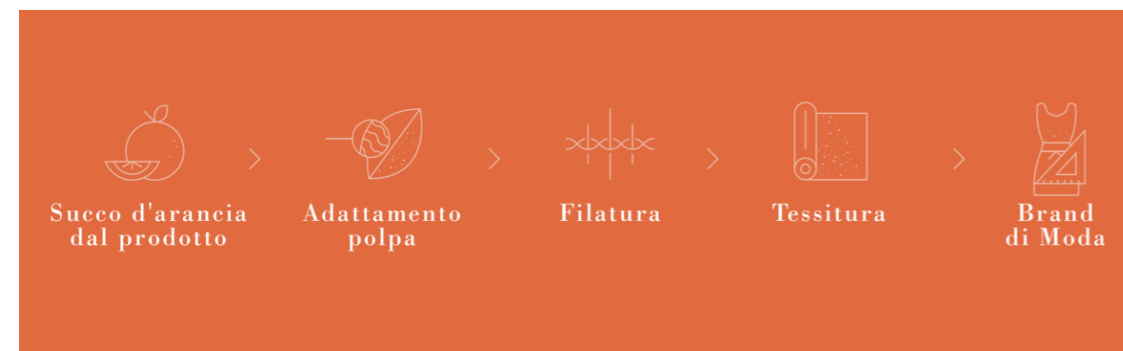 Succo d'arancia
dal prodotto
Adattamento
polpa
Filatura
Tessitura
Brand
di Moda